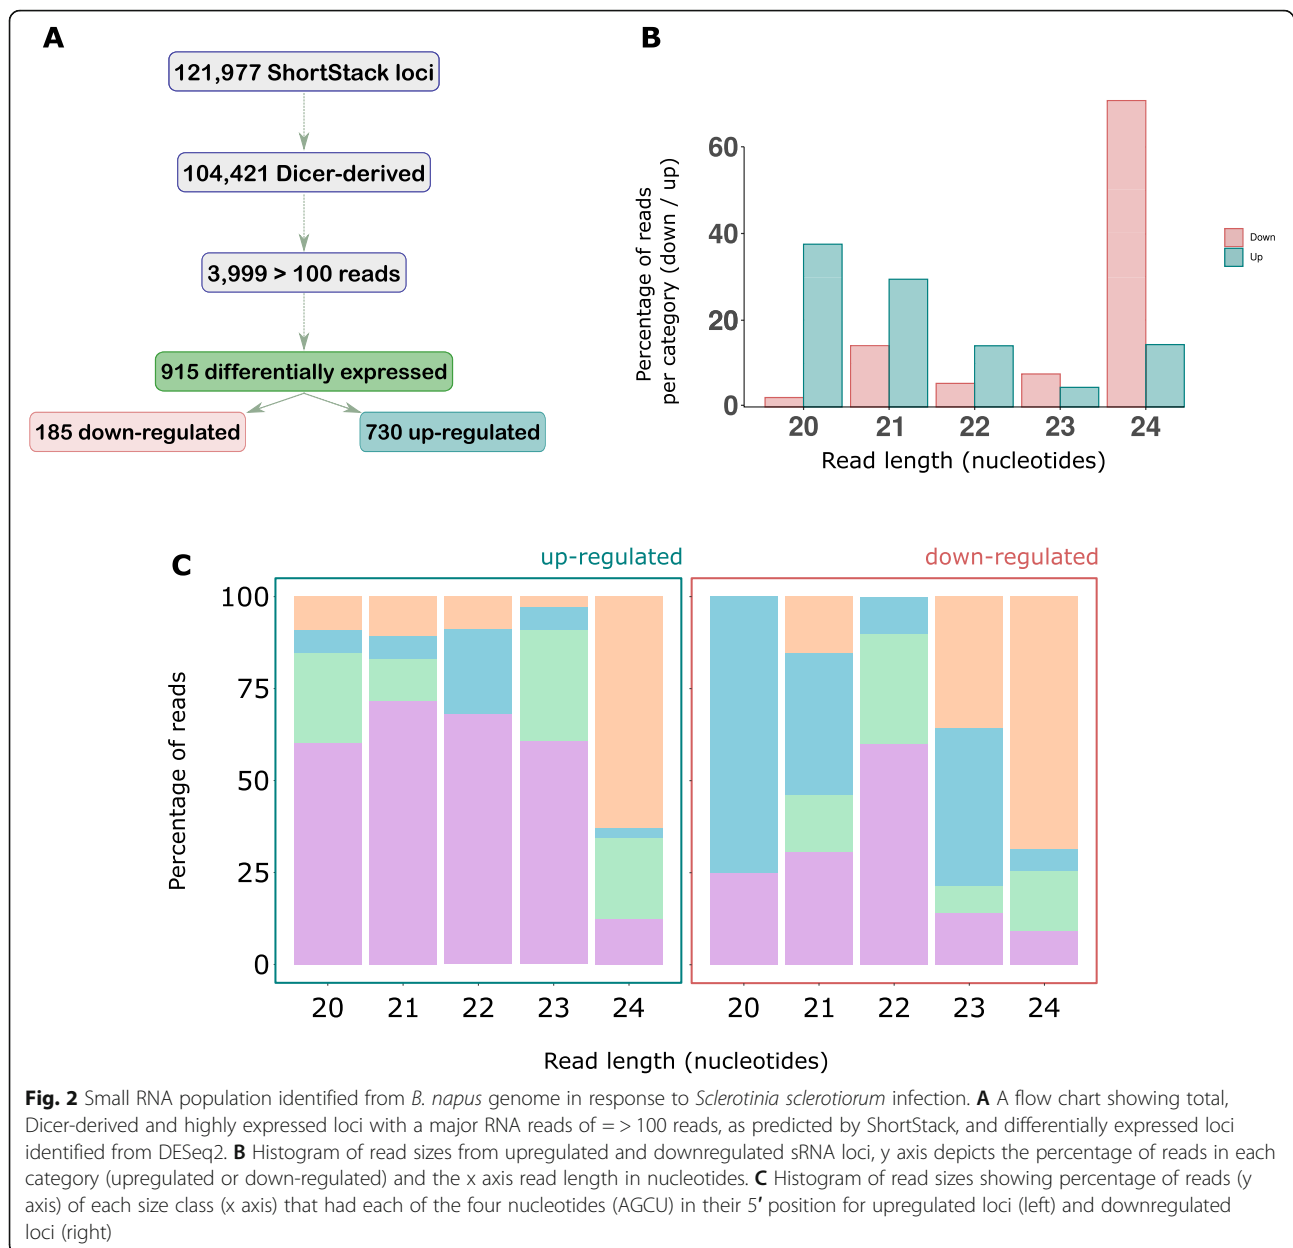 A
121,977 ShortStack loci
104,421 Dicer-derived
3,999 > 100 reads
915 differentially expressed
185 down-regulated
730 up-regulated
B
Percentage of reads
per category (down / up)
60
40
20
0
20
21
22
23
24
Read length (nucleotides)
Down
Up
C
up-regulated
down-regulated
Percentage of reads
100
75
50
25
0
20
21
22
23
24
20
21
22
23
24
Read length (nucleotides)
Fig. 2 Small RNA population identified from B. napus genome in response to Sclerotinia sclerotiorum infection. A A flow chart showing total,
Dicer-derived and highly expressed loci with a major RNA reads of = > 100 reads, as predicted by ShortStack, and differentially expressed loci
identified from DESeq2. B Histogram of read sizes from upregulated and downregulated sRNA loci, y axis depicts the percentage of reads in each
category (upregulated or down-regulated) and the x axis read length in nucleotides. C Histogram of read sizes showing percentage of reads (y
axis) of each size class (x axis) that had each of the four nucleotides (AGCU) in their 5′ position for upregulated loci (left) and downregulated
loci (right)